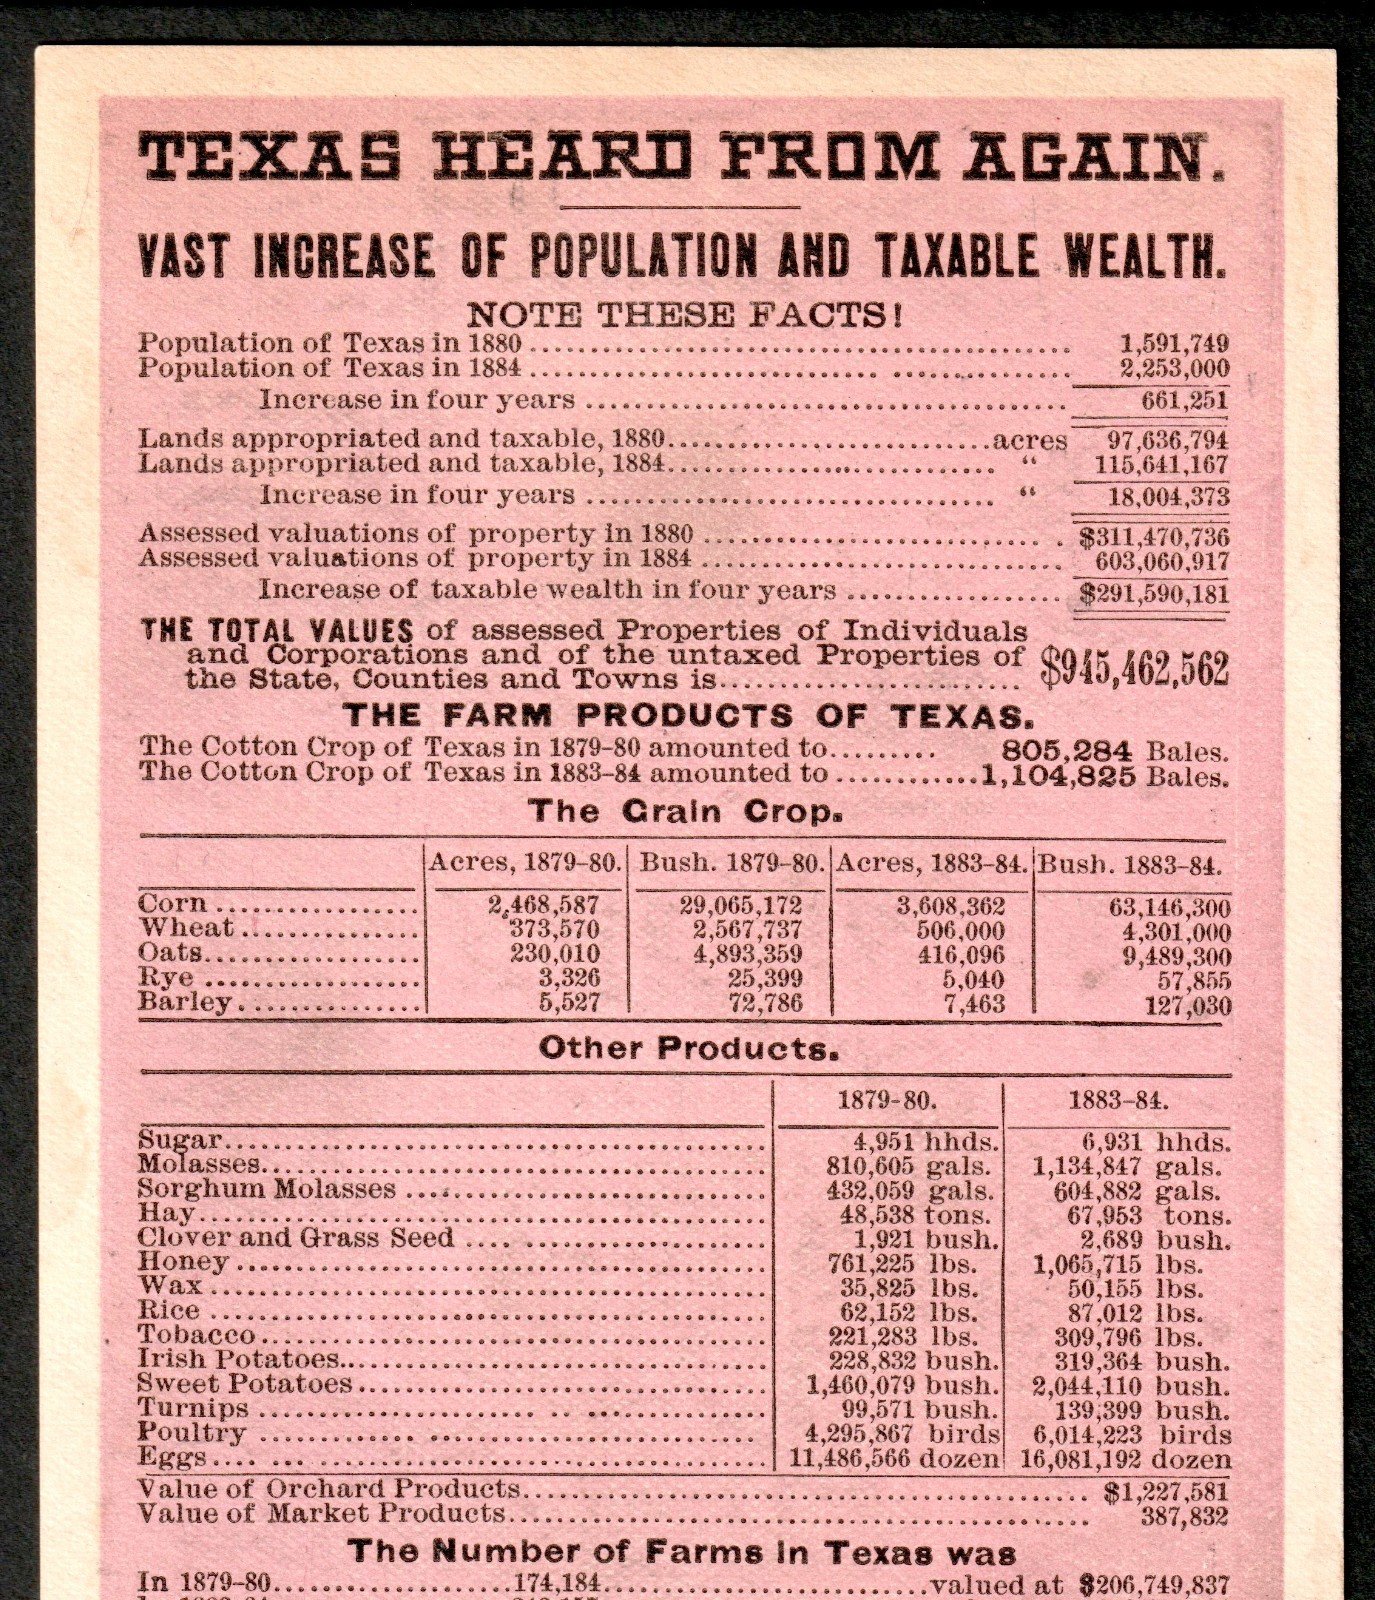 TEXAS HEARD FROM AGAIN.
VAST INCREASE OF POPULATION AND TAXABLE WEALTH.
NOTE THESE FACTS!
Population of Texas in 1880 .......... 1,591,749
Population of Texas in 1884 .......... 2,253,000
Increase in four years .......... 661,251
Lands appropriated and taxable, 1880..........acres 97,636,794
Lands appropriated and taxable, 1884.......... " 115,641,167
Increase in four years .......... " 18,004,373
Assessed valuations of property in 1880 .......... $311,470,736
Assessed valuations of property in 1884 .......... 603,060,917
Increase of taxable wealth in four years .......... $291,590,181
THE TOTAL VALUES of assessed Properties of Individuals
and Corporations and of the untaxed Properties of
the State, Counties and Towns is.......... $945,462,562
THE FARM PRODUCTS OF TEXAS.
The Cotton Crop of Texas in 1879-80 amounted to......... 805,284 Bales.
The Cotton Crop of Texas in 1883-84 amounted to ............1,104,825 Bales.
The Grain Crop.
Acres, 1879-80. Bush. 1879-80. Acres, 1883-84. Bush. 1883-84.
Corn .......... 2,468,587 29,065,172 3,608,362 63,146,300
Wheat .......... 373,570 2,567,737 506,000 4,301,000
Oats.......... 230,010 4,893,359 416,096 9,489,300
Rye .......... 3,326 25,399 5,040 57,855
Barley.......... 5,527 72,786 7,463 127,030
Other Products.
1879-80. 1883-84.
Sugar.......... 4,951 hhds. 6,931 hhds.
Molasses.......... 810,605 gals. 1,134,847 gals.
Sorghum Molasses .......... 432,059 gals. 604,882 gals.
Hay.......... 48,538 tons. 67,953 tons.
Clover and Grass Seed .......... 1,921 bush. 2,689 bush.
Honey .......... 761,225 lbs. 1,065,715 lbs.
Wax .......... 35,825 lbs. 50,155 lbs.
Rice .......... 62,152 lbs. 87,012 lbs.
Tobacco.......... 221,283 lbs. 309,796 lbs.
Irish Potatoes.......... 228,832 bush. 319,364 bush.
Sweet Potatoes.......... 1,460,079 bush. 2,044,110 bush.
Turnips .......... 99,571 bush. 139,399 bush.
Poultry .......... 4,295,867 birds 6,014,223 birds
Eggs.......... 11,486,566 dozen 16,081,192 dozen
Value of Orchard Products.......... $1,227,581
Value of Market Products.......... 387,832
The Number of Farms in Texas was
In 1879-80..........174,184..........valued at $206,749,837